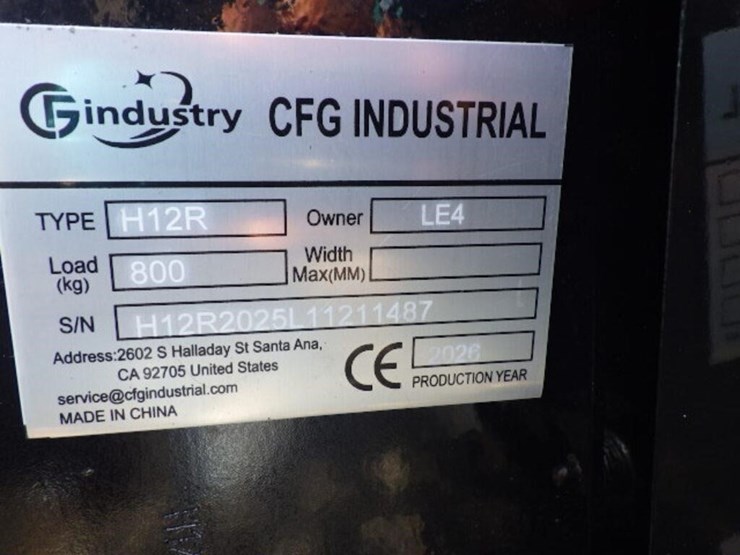 CFGindustry CFG INDUSTRIAL
TYPE H12R Owner LE4
Load (kg) 800 Width Max(MM)
S/N H12R2025L11211487
Address:2602 S Halladay St Santa Ana,
CA 92705 United States
service@cfgindustrial.com
MADE IN CHINA
CE 2026
PRODUCTION YEAR